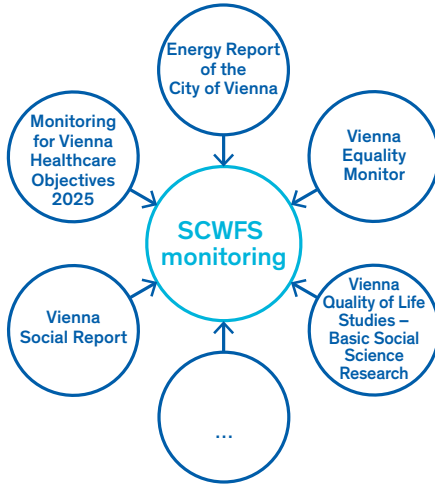 Energy Report
of the
City of Vienna
Monitoring
for Vienna
Healthcare
Objectives
2025
Vienna
Equality
Monitor
SCWFS
monitoring
Vienna
Social Report
Vienna
Quality of Life
Studies –
Basic Social
Science
Research
...